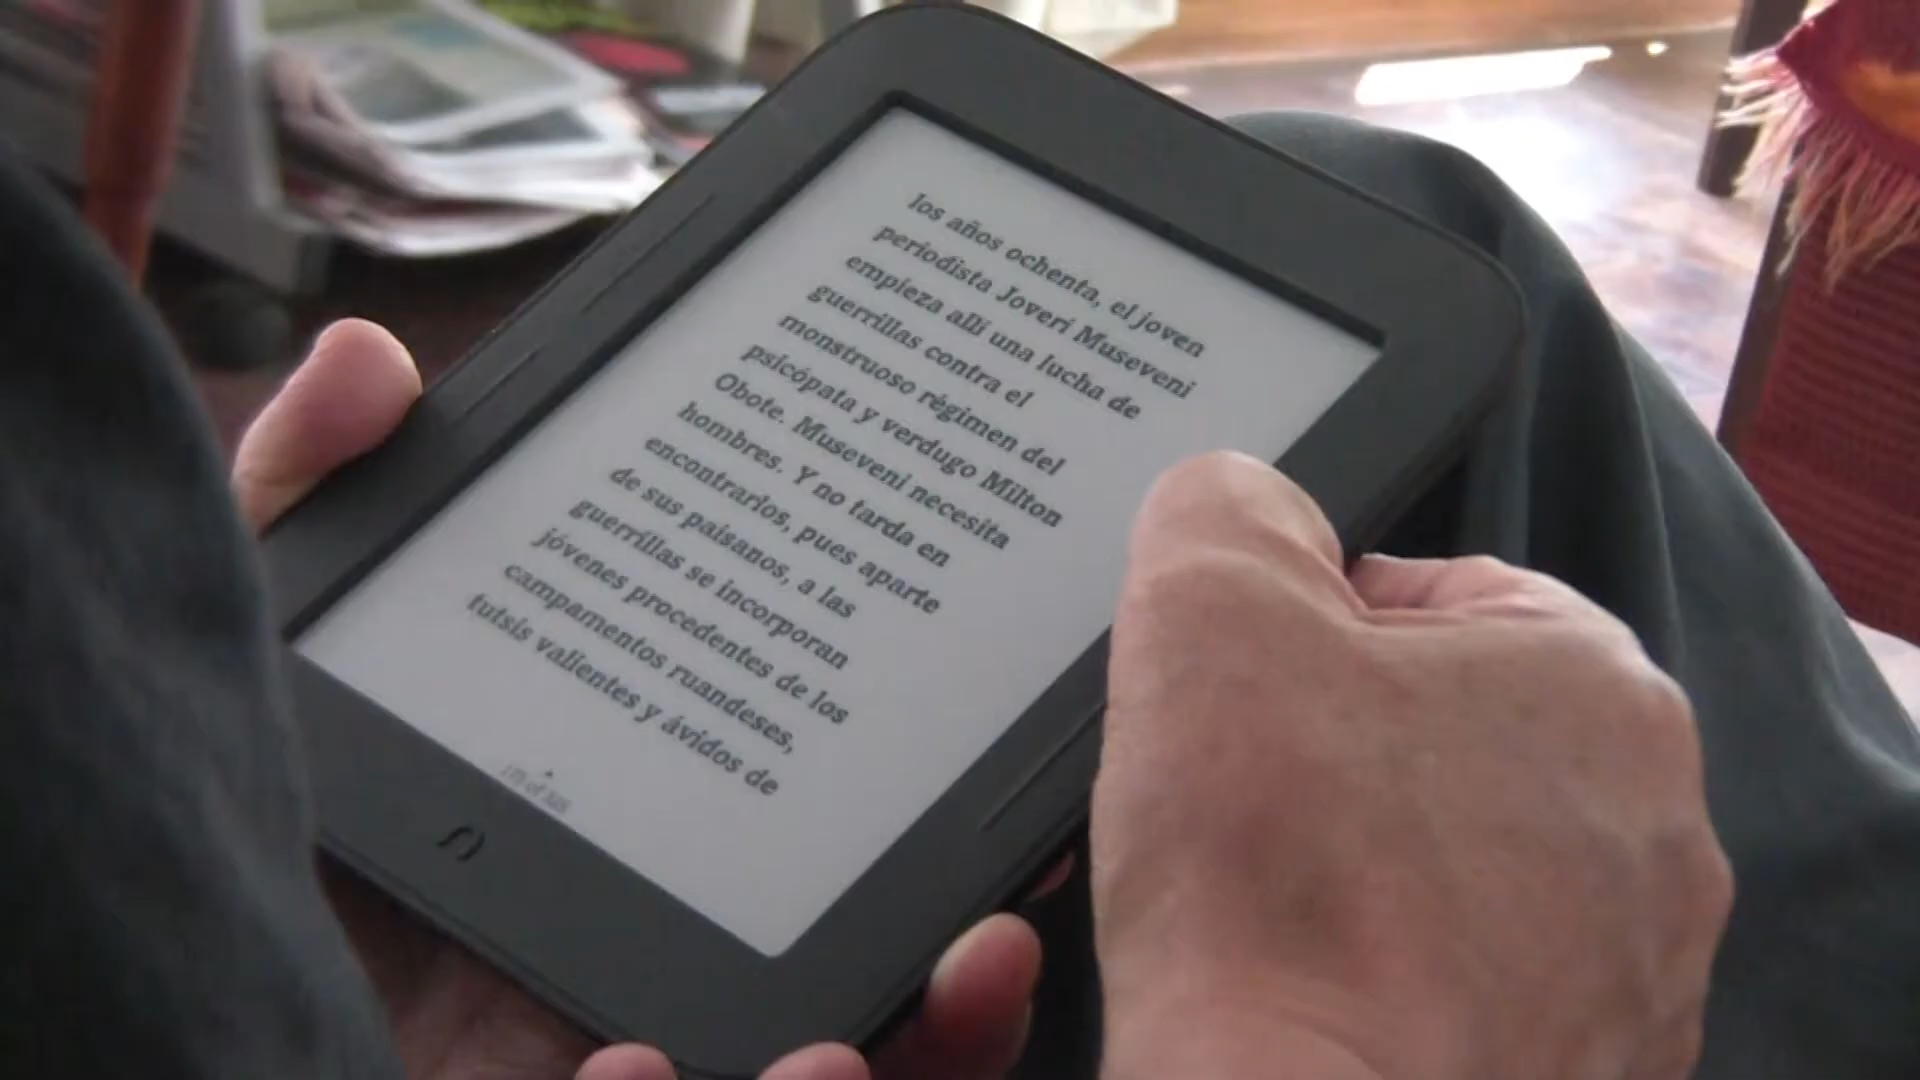 los años ochenta, el joven
periodista Joveri Museveni
empieza allí una lucha de
guerrillas contra el
monstruoso régimen del
psicópata y verdugo Milton
Obote. Museveni necesita
hombres. Y no tarda en
encontrarlos, pues aparte
de sus paisanos, a las
guerrillas se incorporan
jóvenes procedentes de los
campamentos ruandeses,
tutsis valientes y ávidos de
of